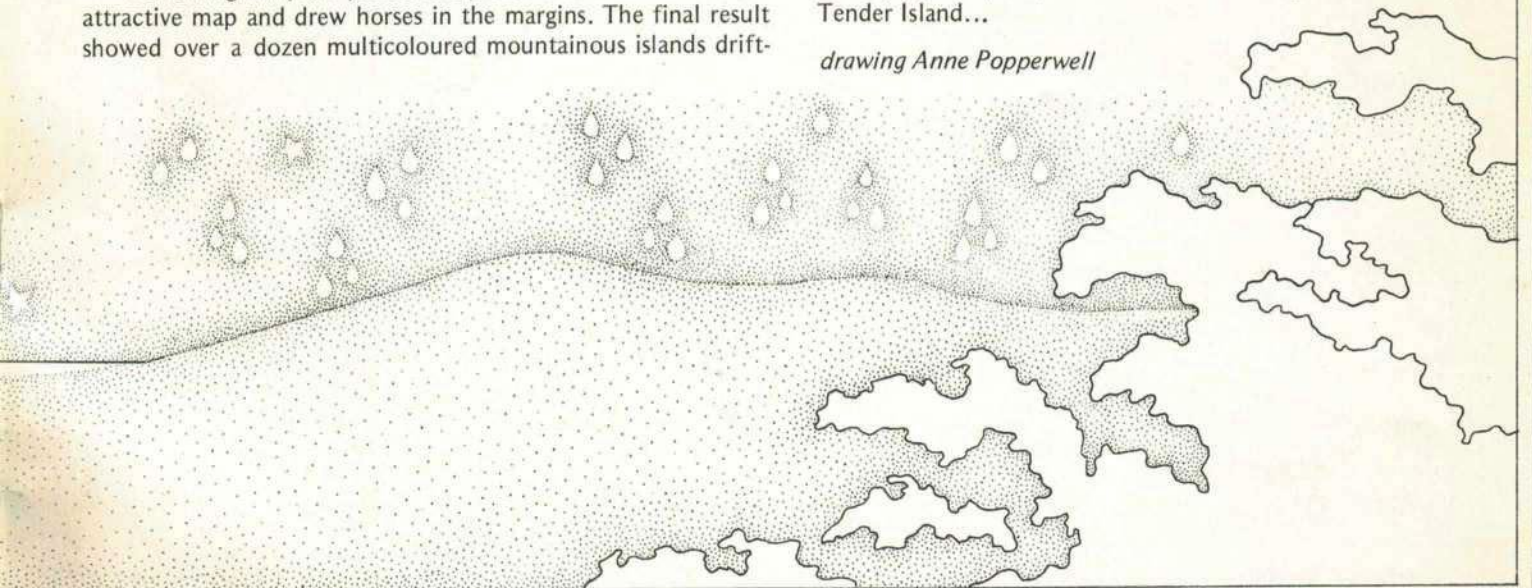 attractive map and drew horses in the margins. The final result
showed over a dozen multicoloured mountainous islands drift-
Tender Island...
drawing Anne Popperwell